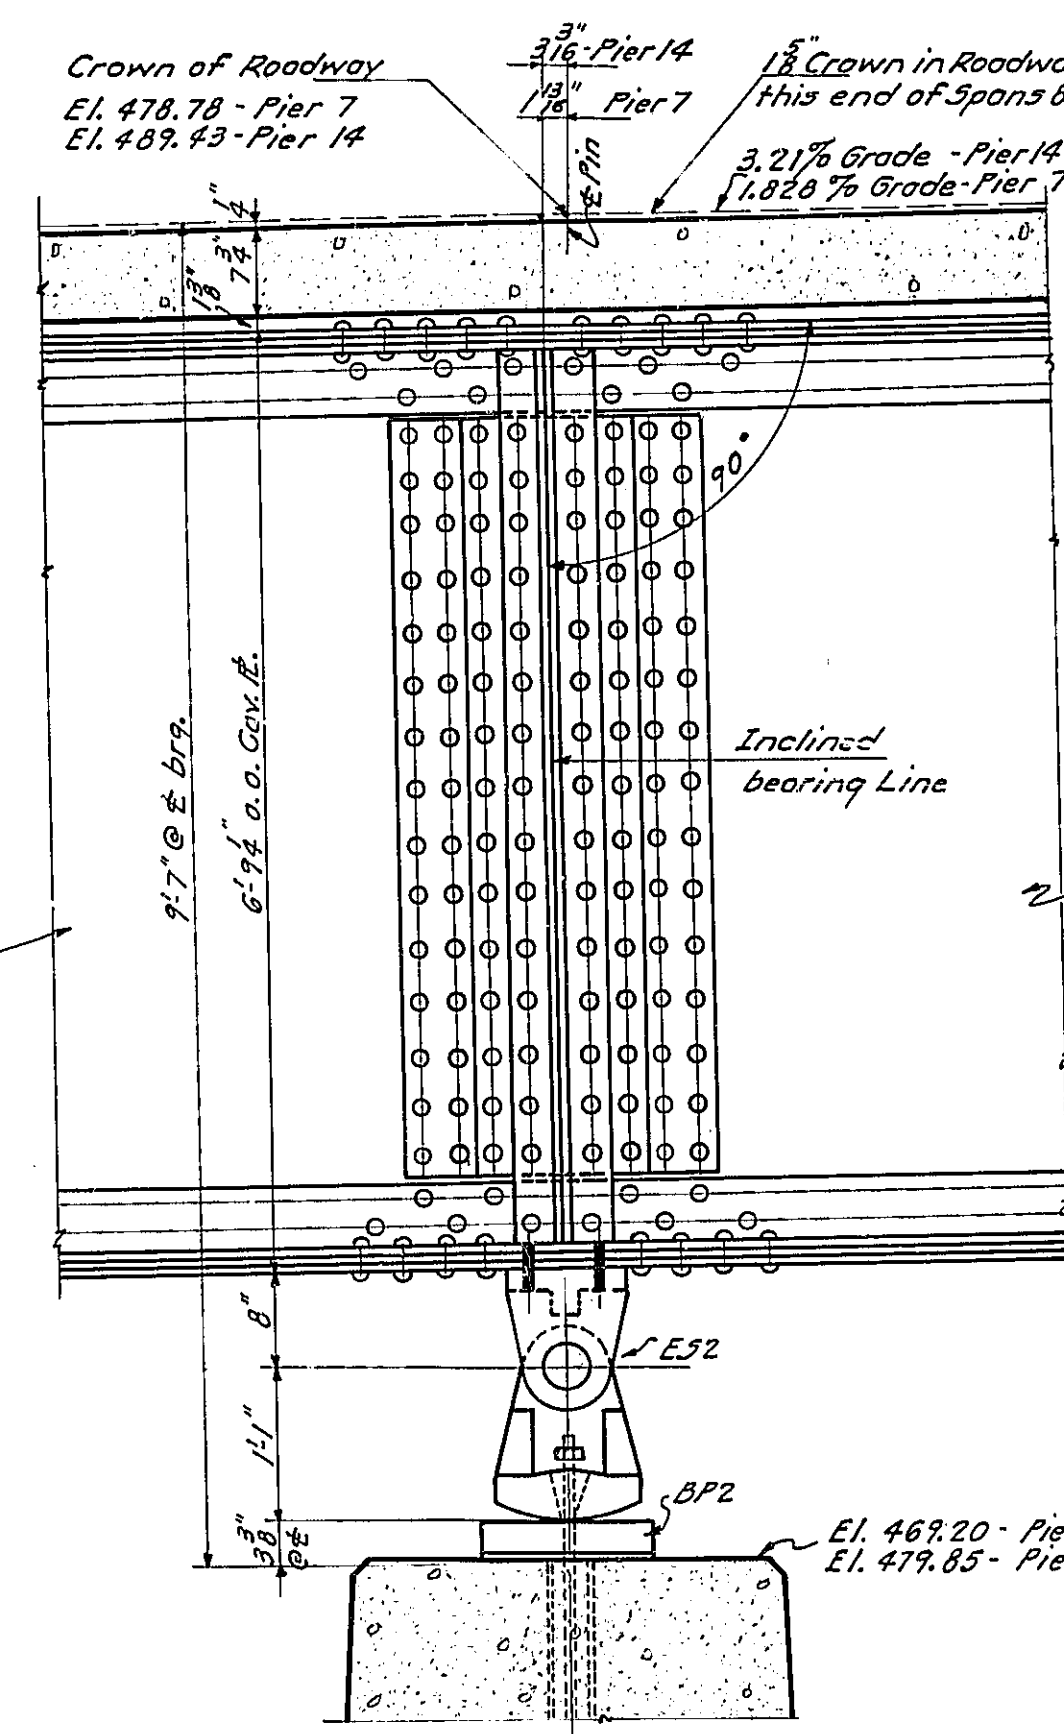 Crown of Roadway
El. 478.78 - Pier 7
El. 489.43 - Pier 14
3 3/16" - Pier 14
1 13/16" Pier 7
1 5/8" Crown in Roadwa
this end of Spans 8
3.21% Grade - Pier 14
1.828 % Grade - Pier 7
℄ Pin
1/4"
7 3/4"
1 3/8"
90°
9'-7" @ ℄ brg.
6'-9 1/4" o.o. Cov. ℞.
Inclined
bearing Line
8"
ES2
1'-1"
BP2
3 3/8"
@ ℄
El. 469.20 - Pie
El. 479.85 - Pie